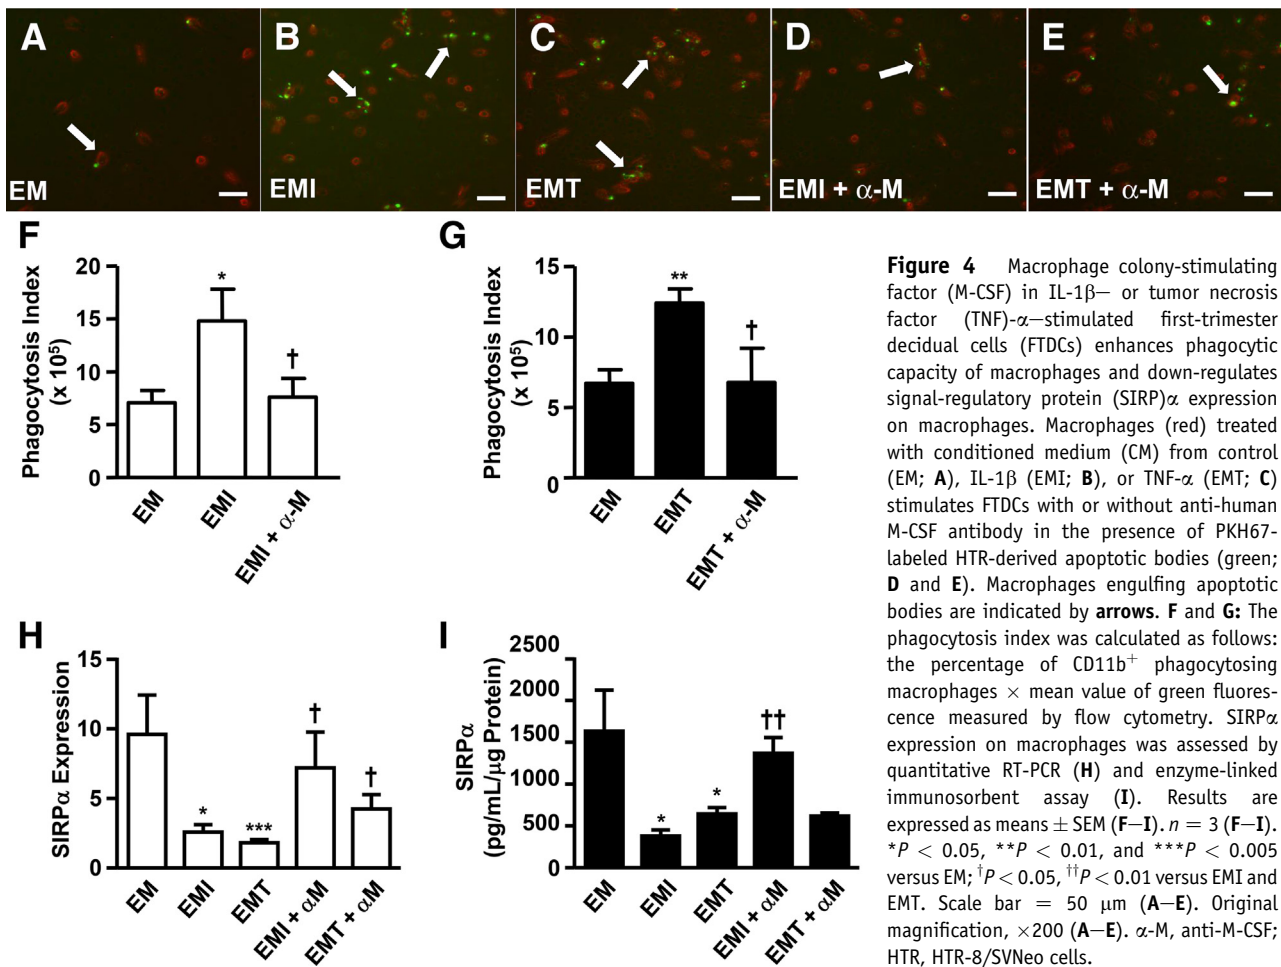 A
B
C
D
E
EM
EMI
EMT
EMI + α-M
EMT + α-M
F
Phagocytosis Index
(x 10⁵)
20
15
10
5
0
EM
EMI
EMI + α-M
*
†
G
Phagocytosis Index
(x 10⁵)
15
10
5
0
EM
EMT
EMT + α-M
**
†
H
SIRPα Expression
15
10
5
0
EM
EMI
EMT
EMI + αM
EMT + αM
*
***
†
†
I
SIRPα
(pg/mL/μg Protein)
2500
2000
1500
1000
500
0
EM
EMI
EMT
EMI + αM
EMT + αM
*
*
††
Figure 4 Macrophage colony-stimulating
factor (M-CSF) in IL-1β— or tumor necrosis
factor (TNF)-α—stimulated first-trimester
decidual cells (FTDCs) enhances phagocytic
capacity of macrophages and down-regulates
signal-regulatory protein (SIRP)α expression
on macrophages. Macrophages (red) treated
with conditioned medium (CM) from control
(EM; A), IL-1β (EMI; B), or TNF-α (EMT; C)
stimulates FTDCs with or without anti-human
M-CSF antibody in the presence of PKH67-
labeled HTR-derived apoptotic bodies (green;
D and E). Macrophages engulfing apoptotic
bodies are indicated by arrows. F and G: The
phagocytosis index was calculated as follows:
the percentage of CD11b⁺ phagocytosing
macrophages × mean value of green fluores-
cence measured by flow cytometry. SIRPα
expression on macrophages was assessed by
quantitative RT-PCR (H) and enzyme-linked
immunosorbent assay (I). Results are
expressed as means ± SEM (F—I). n = 3 (F—I).
*P < 0.05, **P < 0.01, and ***P < 0.005
versus EM; †P < 0.05, ††P < 0.01 versus EMI and
EMT. Scale bar = 50 μm (A—E). Original
magnification, ×200 (A—E). α-M, anti-M-CSF;
HTR, HTR-8/SVNeo cells.